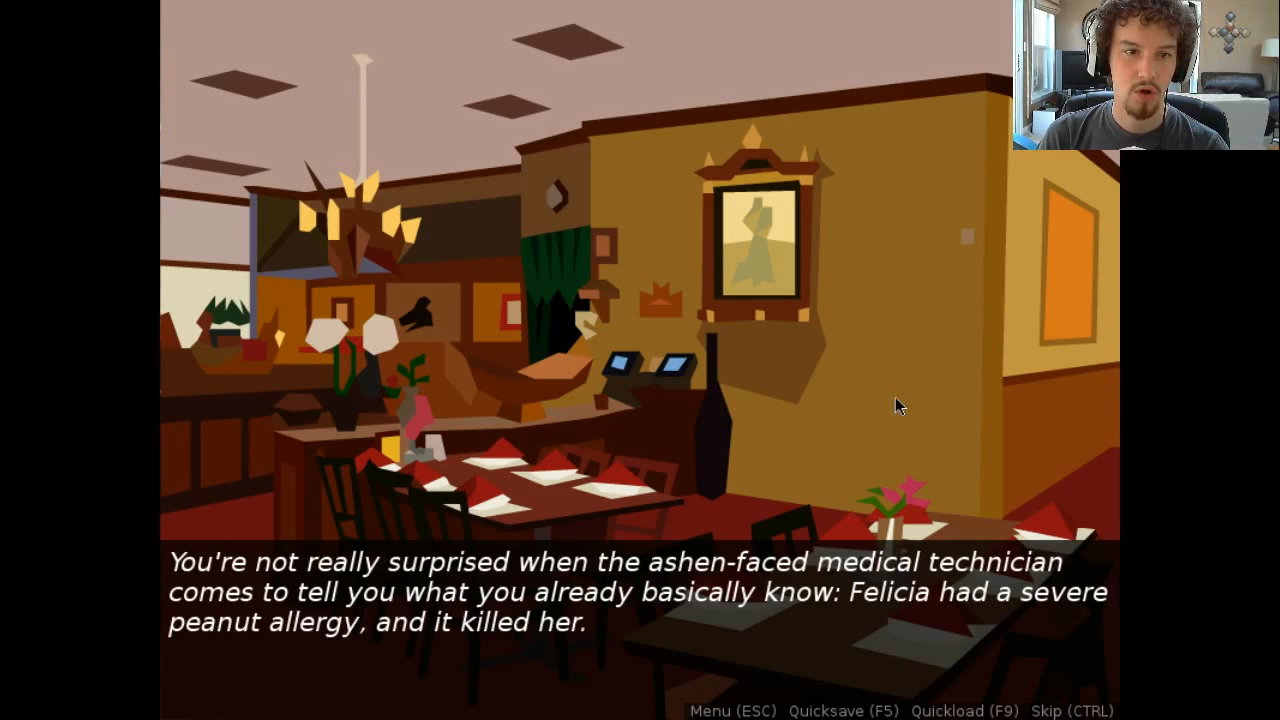 You're not really surprised when the ashen-faced medical technician
comes to tell you what you already basically know: Felicia had a severe
peanut allergy, and it killed her.
Menu (ESC) Quicksave (F5) Quickload (F9) Skip (CTRL)